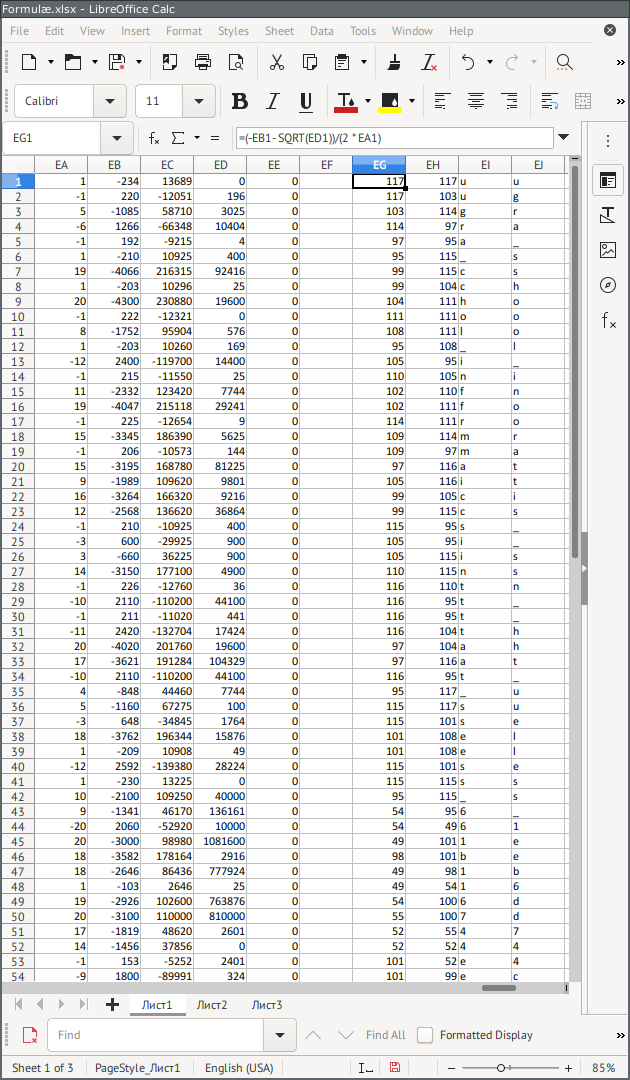 Formulæ.xlsx - LibreOffice Calc
File Edit View Insert Format Styles Sheet Data Tools Window Help
Calibri 11 B I U
EG1 fx Σ = =(-EB1- SQRT(ED1))/(2 * EA1)
EA EB EC ED EE EF EG EH EI EJ
1 1 -234 13689 0 0 117 117 u u
2 -1 220 -12051 196 0 117 103 u g
3 5 -1085 58710 3025 0 103 114 g r
4 -6 1266 -66348 10404 0 114 97 r a
5 -1 192 -9215 4 0 97 95 a _
6 1 -210 10925 400 0 95 115 _ s
7 19 -4066 216315 92416 0 99 115 c s
8 1 -203 10296 25 0 99 104 c h
9 20 -4300 230880 19600 0 104 111 h o
10 -1 222 -12321 0 0 111 111 o o
11 8 -1752 95904 576 0 108 111 l o
12 1 -203 10260 169 0 95 108 _ l
13 -12 2400 -119700 14400 0 105 95 i _
14 -1 215 -11550 25 0 110 105 n i
15 11 -2332 123420 7744 0 102 110 f n
16 19 -4047 215118 29241 0 102 111 f o
17 -1 225 -12654 9 0 114 111 r o
18 15 -3345 186390 5625 0 109 114 m r
19 -1 206 -10573 144 0 109 97 m a
20 15 -3195 168780 81225 0 97 116 a t
21 9 -1989 109620 9801 0 105 116 i t
22 16 -3264 166320 9216 0 99 105 c i
23 12 -2568 136620 36864 0 99 115 c s
24 -1 210 -10925 400 0 115 95 s _
25 -3 600 -29925 900 0 105 95 i _
26 3 -660 36225 900 0 105 115 i s
27 14 -3150 177100 4900 0 110 115 n s
28 -1 226 -12760 36 0 116 110 t n
29 -10 2110 -110200 44100 0 116 95 t _
30 -1 211 -11020 441 0 116 95 t _
31 -11 2420 -132704 17424 0 116 104 t h
32 20 -4020 201760 19600 0 97 104 a h
33 17 -3621 191284 104329 0 97 116 a t
34 -10 2110 -110200 44100 0 116 95 t _
35 4 -848 44460 7744 0 95 117 _ u
36 5 -1160 67275 100 0 115 117 s u
37 -3 648 -34845 1764 0 115 101 s e
38 18 -3762 196344 15876 0 101 108 e l
39 1 -209 10908 49 0 101 108 e l
40 -12 2592 -139380 28224 0 115 101 s e
41 1 -230 13225 0 0 115 115 s s
42 10 -2100 109250 40000 0 95 115 _ s
43 9 -1341 46170 136161 0 54 95 6 _
44 -20 2060 -52920 10000 0 54 49 6 1
45 20 -3000 98980 1081600 0 49 101 1 e
46 18 -3582 178164 2916 0 98 101 b e
47 18 -2646 86436 777924 0 49 98 1 b
48 1 -103 2646 25 0 49 54 1 6
49 19 -2926 102600 763876 0 54 100 6 d
50 20 -3100 110000 810000 0 55 100 7 d
51 17 -1819 48620 2601 0 52 55 4 7
52 14 -1456 37856 0 0 52 52 4 4
53 -1 153 -5252 2401 0 101 52 e 4
54 -9 1800 -89991 324 0 101 99 e c
Лист1 Лист2 Лист3
Find Find All Formatted Display
Sheet 1 of 3 PageStyle_Лист1 English (USA) 85%